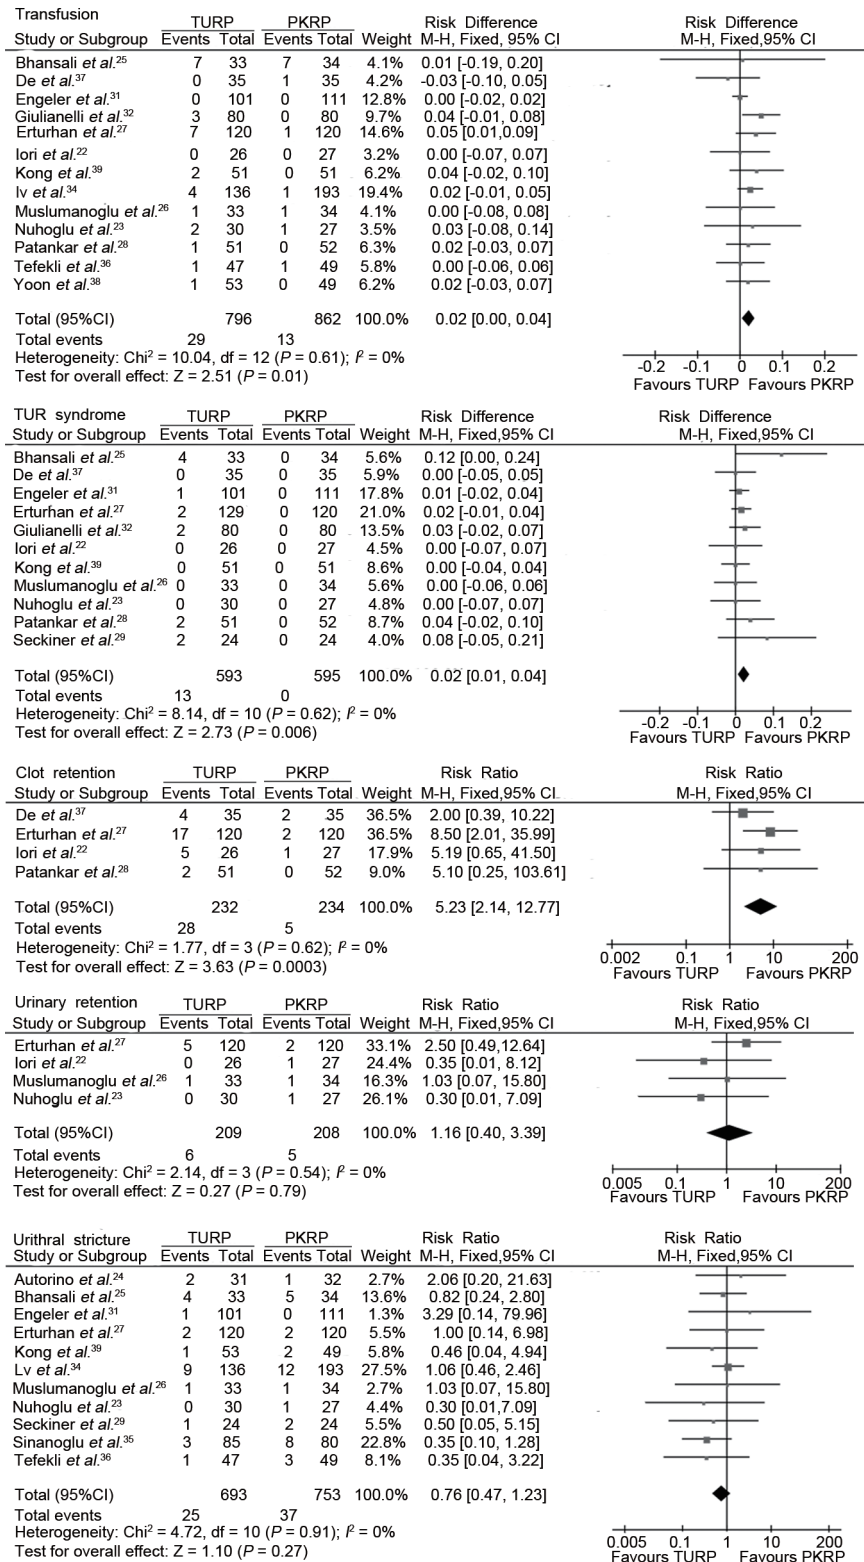 Transfusion TURP PKRP Risk Difference Risk Difference
Study or Subgroup Events Total Events Total Weight M-H, Fixed, 95% CI M-H, Fixed,95% CI
Bhansali et al.25 7 33 7 34 4.1% 0.01 [-0.19, 0.20]
De et al.37 0 35 1 35 4.2% -0.03 [-0.10, 0.05]
Engeler et al.31 0 101 0 111 12.8% 0.00 [-0.02, 0.02]
Giulianelli et al.32 3 80 0 80 9.7% 0.04 [-0.01, 0.08]
Erturhan et al.27 7 120 1 120 14.6% 0.05 [0.01,0.09]
Iori et al.22 0 26 0 27 3.2% 0.00 [-0.07, 0.07]
Kong et al.39 2 51 0 51 6.2% 0.04 [-0.02, 0.10]
Iv et al.34 4 136 1 193 19.4% 0.02 [-0.01, 0.05]
Muslumanoglu et al.26 1 33 1 34 4.1% 0.00 [-0.08, 0.08]
Nuhoglu et al.23 2 30 1 27 3.5% 0.03 [-0.08, 0.14]
Patankar et al.28 1 51 0 52 6.3% 0.02 [-0.03, 0.07]
Tefekli et al.36 1 47 1 49 5.8% 0.00 [-0.06, 0.06]
Yoon et al.38 1 53 0 49 6.2% 0.02 [-0.03, 0.07]
Total (95%CI) 796 862 100.0% 0.02 [0.00, 0.04]
Total events 29 13
Heterogeneity: Chi2 = 10.04, df = 12 (P = 0.61); I2 = 0%
Test for overall effect: Z = 2.51 (P = 0.01)
-0.2 -0.1 0 0.1 0.2
Favours TURP Favours PKRP
TUR syndrome TURP PKRP Risk Difference Risk Difference
Study or Subgroup Events Total Events Total Weight M-H, Fixed,95% CI M-H, Fixed,95% CI
Bhansali et al.25 4 33 0 34 5.6% 0.12 [0.00, 0.24]
De et al.37 0 35 0 35 5.9% 0.00 [-0.05, 0.05]
Engeler et al.31 1 101 0 111 17.8% 0.01 [-0.02, 0.04]
Erturhan et al.27 2 129 0 120 21.0% 0.02 [-0.01, 0.04]
Giulianelli et al.32 2 80 0 80 13.5% 0.03 [-0.02, 0.07]
Iori et al.22 0 26 0 27 4.5% 0.00 [-0.07, 0.07]
Kong et al.39 0 51 0 51 8.6% 0.00 [-0.04, 0.04]
Muslumanoglu et al.26 0 33 0 34 5.6% 0.00 [-0.06, 0.06]
Nuhoglu et al.23 0 30 0 27 4.8% 0.00 [-0.07, 0.07]
Patankar et al.28 2 51 0 52 8.7% 0.04 [-0.02, 0.10]
Seckiner et al.29 2 24 0 24 4.0% 0.08 [-0.05, 0.21]
Total (95%CI) 593 595 100.0% 0.02 [0.01, 0.04]
Total events 13 0
Heterogeneity: Chi2 = 8.14, df = 10 (P = 0.62); I2 = 0%
Test for overall effect: Z = 2.73 (P = 0.006)
-0.2 -0.1 0 0.1 0.2
Favours TURP Favours PKRP
Clot retention TURP PKRP Risk Ratio Risk Ratio
Study or Subgroup Events Total Events Total Weight M-H, Fixed,95% CI M-H, Fixed,95% CI
De et al.37 4 35 2 35 36.5% 2.00 [0.39, 10.22]
Erturhan et al.27 17 120 2 120 36.5% 8.50 [2.01, 35.99]
Iori et al.22 5 26 1 27 17.9% 5.19 [0.65, 41.50]
Patankar et al.28 2 51 0 52 9.0% 5.10 [0.25, 103.61]
Total (95%CI) 232 234 100.0% 5.23 [2.14, 12.77]
Total events 28 5
Heterogeneity: Chi2 = 1.77, df = 3 (P = 0.62); I2 = 0%
Test for overall effect: Z = 3.63 (P = 0.0003)
0.002 0.1 1 10 200
Favours TURP Favours PKRP
Urinary retention TURP PKRP Risk Ratio Risk Ratio
Study or Subgroup Events Total Events Total Weight M-H, Fixed,95% CI M-H, Fixed,95% CI
Erturhan et al.27 5 120 2 120 33.1% 2.50 [0.49,12.64]
Iori et al.22 0 26 1 27 24.4% 0.35 [0.01, 8.12]
Muslumanoglu et al.26 1 33 1 34 16.3% 1.03 [0.07, 15.80]
Nuhoglu et al.23 0 30 1 27 26.1% 0.30 [0.01, 7.09]
Total (95%CI) 209 208 100.0% 1.16 [0.40, 3.39]
Total events 6 5
Heterogeneity: Chi2 = 2.14, df = 3 (P = 0.54); I2 = 0%
Test for overall effect: Z = 0.27 (P = 0.79)
0.005 0.1 1 10 200
Favours TURP Favours PKRP
Urithral stricture TURP PKRP Risk Ratio Risk Ratio
Study or Subgroup Events Total Events Total Weight M-H, Fixed,95% CI M-H, Fixed,95% CI
Autorino et al.24 2 31 1 32 2.7% 2.06 [0.20, 21.63]
Bhansali et al.25 4 33 5 34 13.6% 0.82 [0.24, 2.80]
Engeler et al.31 1 101 0 111 1.3% 3.29 [0.14, 79.96]
Erturhan et al.27 2 120 2 120 5.5% 1.00 [0.14, 6.98]
Kong et al.39 1 53 2 49 5.8% 0.46 [0.04, 4.94]
Lv et al.34 9 136 12 193 27.5% 1.06 [0.46, 2.46]
Muslumanoglu et al.26 1 33 1 34 2.7% 1.03 [0.07, 15.80]
Nuhoglu et al.23 0 30 1 27 4.4% 0.30 [0.01,7.09]
Seckiner et al.29 1 24 2 24 5.5% 0.50 [0.05, 5.15]
Sinanoglu et al.35 3 85 8 80 22.8% 0.35 [0.10, 1.28]
Tefekli et al.36 1 47 3 49 8.1% 0.35 [0.04, 3.22]
Total (95%CI) 693 753 100.0% 0.76 [0.47, 1.23]
Total events 25 37
Heterogeneity: Chi2 = 4.72, df = 10 (P = 0.91); I2 = 0%
Test for overall effect: Z = 1.10 (P = 0.27)
0.005 0.1 1 10 200
Favours TURP Favours PKRP